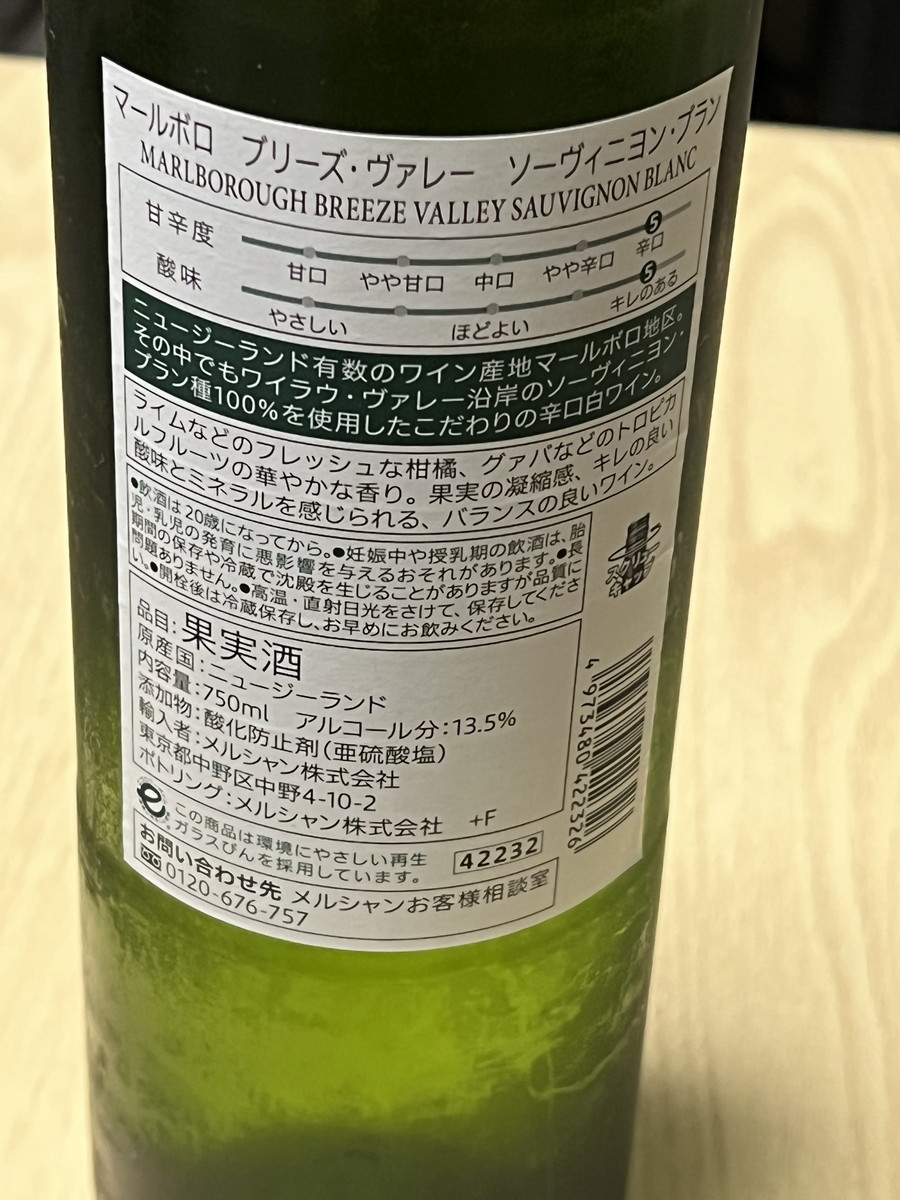 マールボロ ブリーズ・ヴァレー ソーヴィニヨン・ブラン
MARLBOROUGH BREEZE VALLEY SAUVIGNON BLANC
甘辛度 5
甘口 やや甘口 中口 やや辛口 辛口
酸味 5
やさしい ほどよい キレのある
ニュージーランド有数のワイン産地マールボロ地区。
その中でもワイラウ・ヴァレー沿岸のソーヴィニヨン・
ブラン種100%を使用したこだわりの辛口白ワイン。
ライムなどのフレッシュな柑橘、グァバなどのトロピカ
ルフルーツの華やかな香り。果実の凝縮感、キレの良い
酸味とミネラルを感じられる、バランスの良いワイン。
●飲酒は20歳になってから。●妊娠中や授乳期の飲酒は、胎
児・乳児の発育に悪影響を与えるおそれがあります。●長
期間の保存や冷蔵で沈殿を生じることがありますが品質に
問題ありません。●高温・直射日光をさけて、保存してくださ
い。●開栓後は冷蔵保存し、お早めにお飲みください。
スクリュー
キャップ
品目:果実酒
原産国:ニュージーランド
内容量:750ml アルコール分:13.5%
添加物:酸化防止剤(亜硫酸塩)
輸入者:メルシャン株式会社
東京都中野区中野4-10-2
ボトリング:メルシャン株式会社 +F
4 973480 422326
この商品は環境にやさしい再生
ガラスびんを採用しています。
42232
お問い合わせ先 メルシャンお客様相談室
0120-676-757